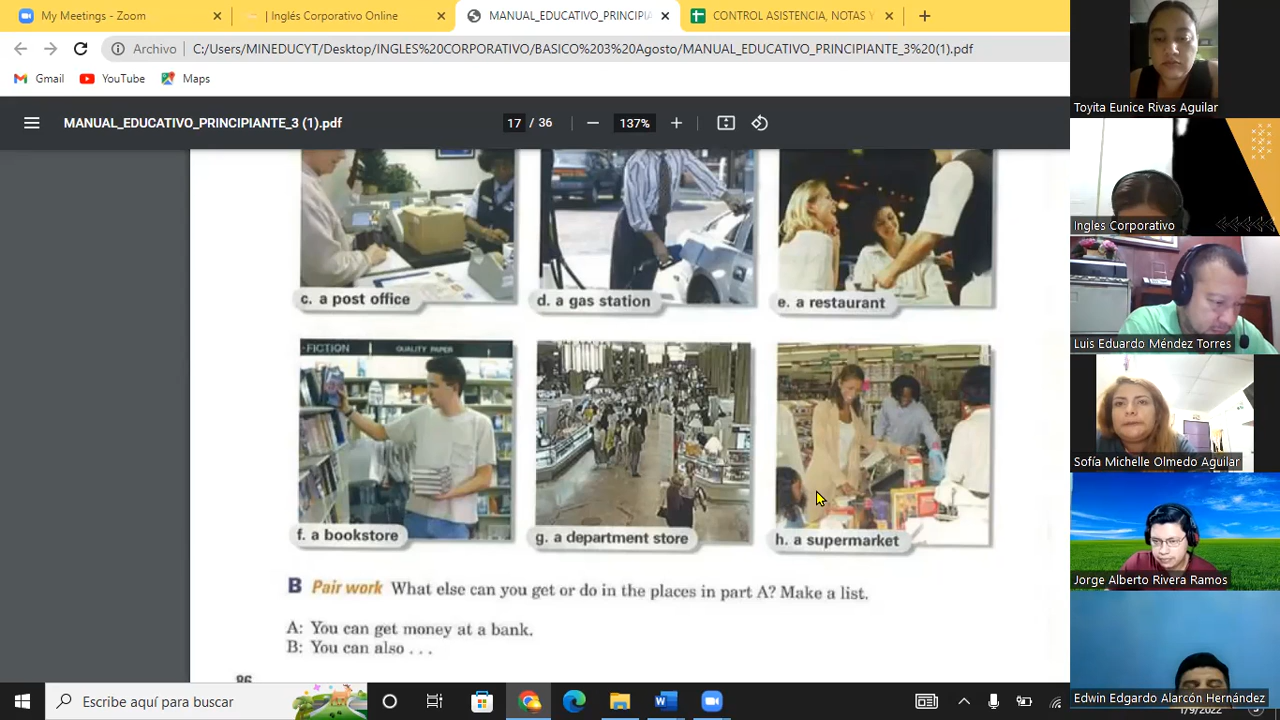 My Meetings - Zoom
| Inglés Corporativo Online
MANUAL_EDUCATIVO_PRINCIPIA
CONTROL ASISTENCIA, NOTAS Y
Archivo
C:/Users/MINEDUCYT/Desktop/INGLES%20CORPORATIVO/BASICO%203%20Agosto/MANUAL_EDUCATIVO_PRINCIPIANTE_3%20(1).pdf
Gmail
YouTube
Maps
MANUAL_EDUCATIVO_PRINCIPIANTE_3 (1).pdf
17 / 36
137%
c. a post office
d. a gas station
e. a restaurant
FICTION
QUALITY PAPER
f. a bookstore
g. a department store
h. a supermarket
B Pair work What else can you get or do in the places in part A? Make a list.
A: You can get money at a bank.
B: You can also . . .
86
Escribe aquí para buscar
1/9/2022
Toyita Eunice Rivas Aguilar
Ingles Corporativo
Luis Eduardo Méndez Torres
Sofía Michelle Olmedo Aguilar
Jorge Alberto Rivera Ramos
Edwin Edgardo Alarcón Hernández